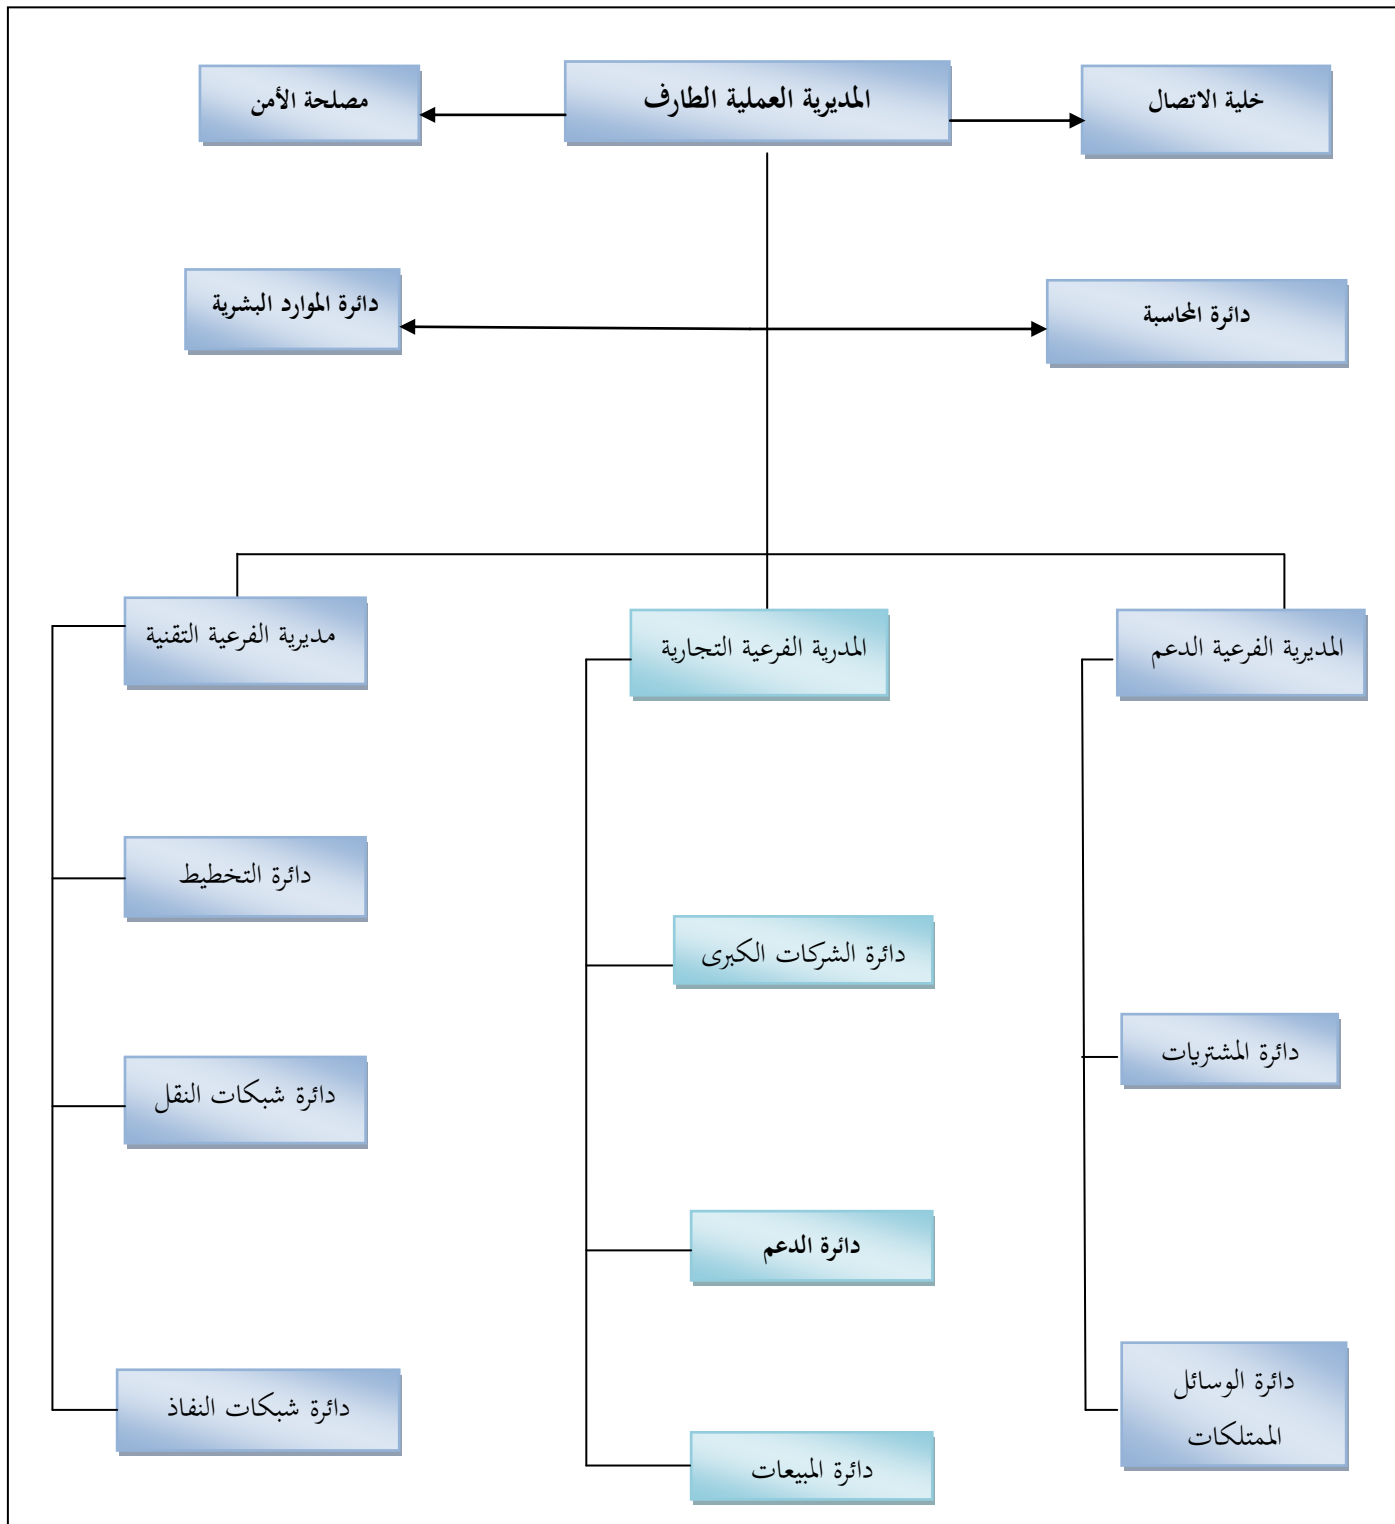 خلية الاتصال
المديرية العملية الطارف
مصلحة الأمن
دائرة المحاسبة
دائرة الموارد البشرية
المديرية الفرعية الدعم
المدرية الفرعية التجارية
مديرية الفرعية التقنية
دائرة المشتريات
دائرة الوسائل
الممتلكات
دائرة الشركات الكبرى
دائرة الدعم
دائرة المبيعات
دائرة التخطيط
دائرة شبكات النقل
دائرة شبكات النفاذ